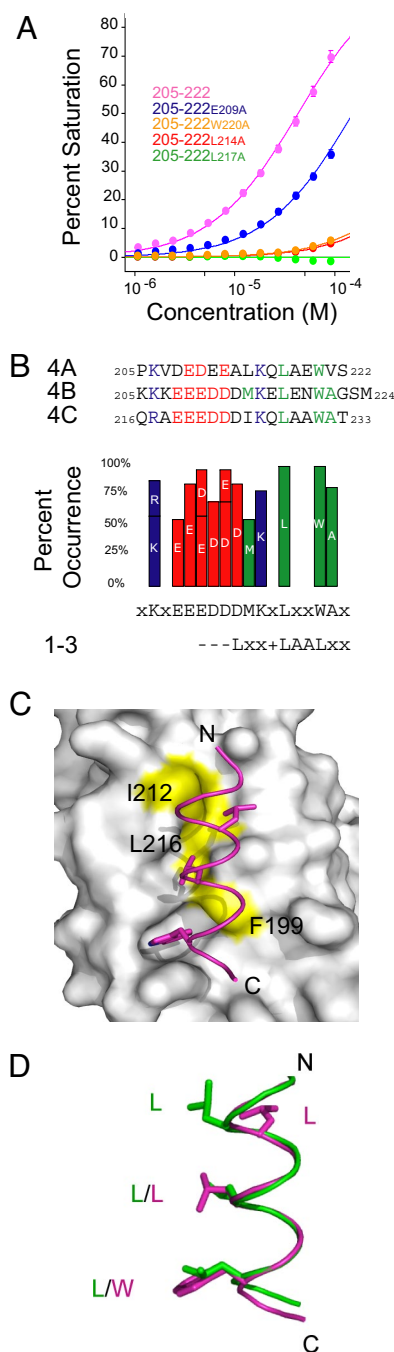 A
Percent Saturation
80
70
60
50
40
30
20
10
0
205-222
205-222E209A
205-222W220A
205-222L214A
205-222L217A
10-6
10-5
10-4
Concentration (M)
B
4A 205PKVDEDEEALKQLAEWVS222
4B 205KKKEEEDDMKELENWAGSM224
4C 216QRAEEEDDIKQLAAWAT233
Percent Occurrence
100%
75%
50%
25%
0%
R
K
E
E
D
E
D
E
D
D
M
K
L
W
A
xKxEEEDDDMKxLxxWAx
1-3 ---Lxx+LAALxx
C
N
I212
L216
F199
C
D
N
L
L
L/L
L/W
C